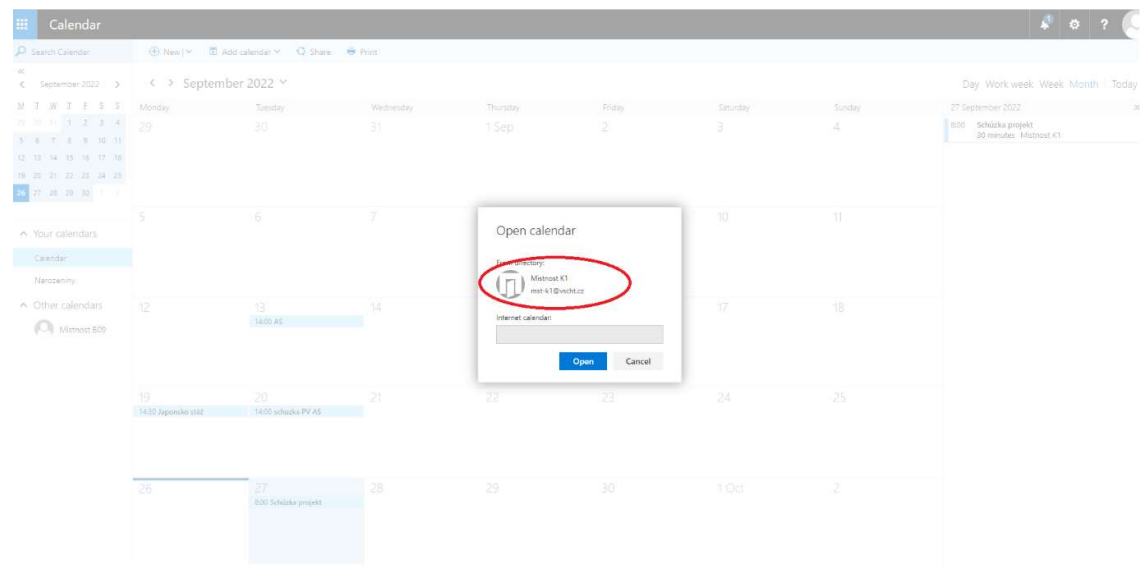 Calendar
?
1
Search Calendar
New
Add calendar
Share
Print
September 2022
M T W T F S S
29 30 31 1 2 3 4
5 6 7 8 9 10 11
12 13 14 15 16 17 18
19 20 21 22 23 24 25
26 27 28 29 30 1 2
Your calendars
Calendar
Narozeniny
Other calendars
Mistnost B09
September 2022
Day Work week Week Month Today
Monday Tuesday Wednesday Thursday Friday Saturday Sunday
29 30 31 1 Sep 2 3 4
5 6 7 10 11
12 13 14 17 18
14:00 AS
19 20 21 22 23 24 25
14:30 Japonsko stáž 14:00 schuzka PV AS
26 27 28 29 30 1 Oct 2
8:00 Schůzka projekt
27 September 2022
8:00 Schůzka projekt
30 minutes Mistnost K1
Open calendar
From directory:
Mistnost K1
mst-k1@vscht.cz
Internet calendar:
Open Cancel